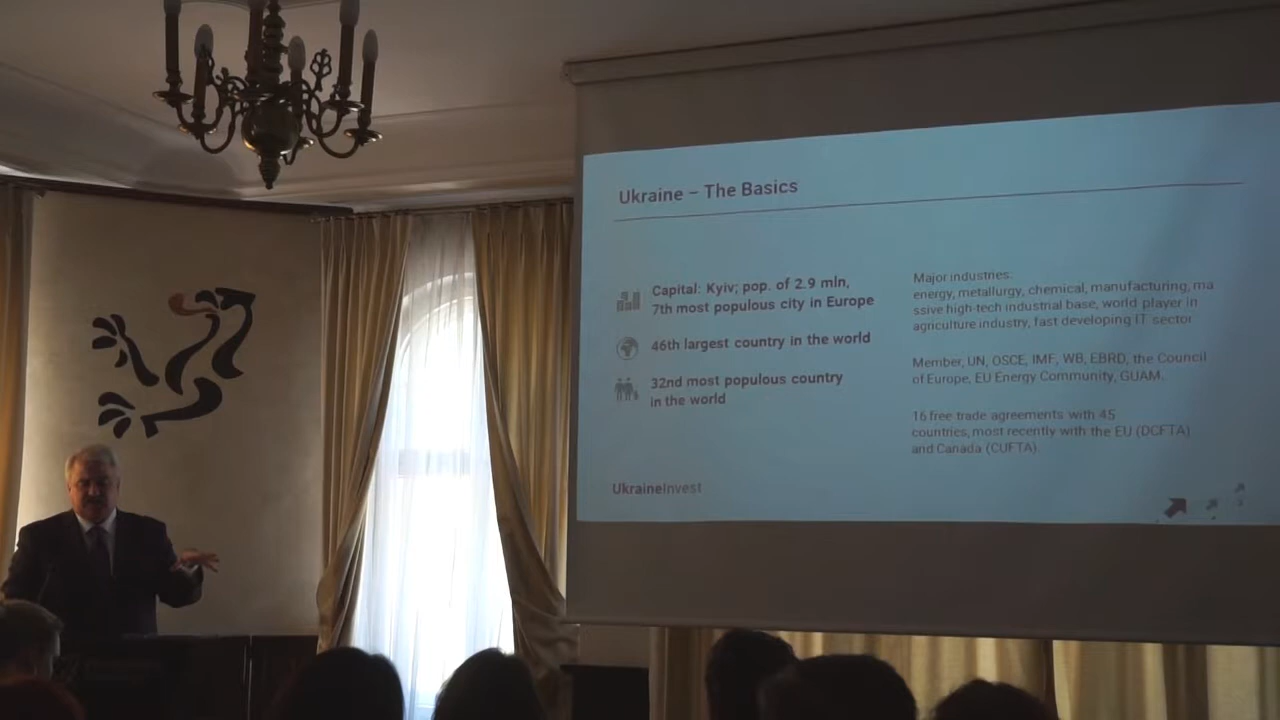 Ukraine – The Basics
Capital: Kyiv; pop. of 2.9 mln,
7th most populous city in Europe
46th largest country in the world
32nd most populous country
in the world
Major industries:
energy, metallurgy, chemical, manufacturing, ma
ssive high-tech industrial base, world player in
agriculture industry, fast developing IT sector
Member, UN, OSCE, IMF, WB, EBRD, the Council
of Europe, EU Energy Community, GUAM.
16 free trade agreements with 45
countries, most recently with the EU (DCFTA)
and Canada (CUFTA)
UkraineInvest